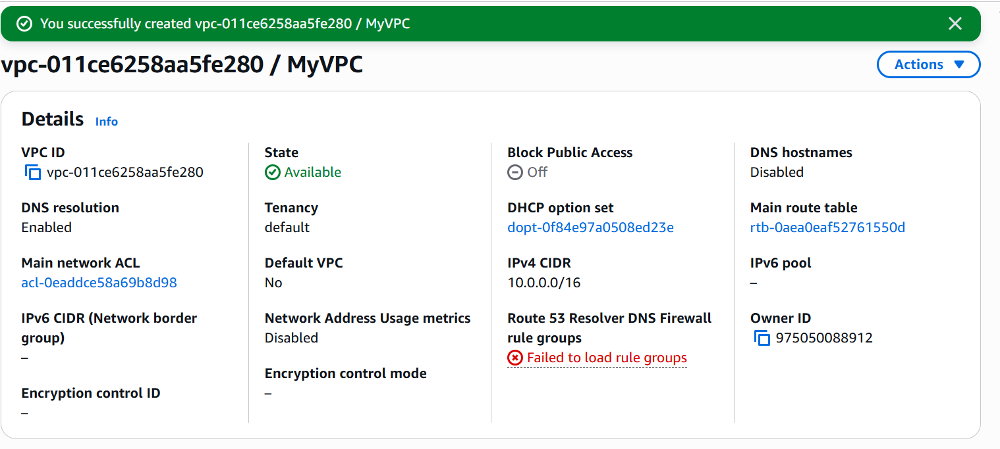 You successfully created vpc-011ce6258aa5fe280 / MyVPC
vpc-011ce6258aa5fe280 / MyVPC
Actions
Details Info
VPC ID
vpc-011ce6258aa5fe280
State
Available
Block Public Access
Off
DNS hostnames
Disabled
DNS resolution
Enabled
Tenancy
default
DHCP option set
dopt-0f84e97a0508ed23e
Main route table
rtb-0aea0eaf52761550d
Main network ACL
acl-0eaddce58a69b8d98
Default VPC
No
IPv4 CIDR
10.0.0.0/16
IPv6 pool
–
IPv6 CIDR (Network border
group)
–
Network Address Usage metrics
Disabled
Route 53 Resolver DNS Firewall
rule groups
Failed to load rule groups
Owner ID
975050088912
Encryption control ID
–
Encryption control mode
–